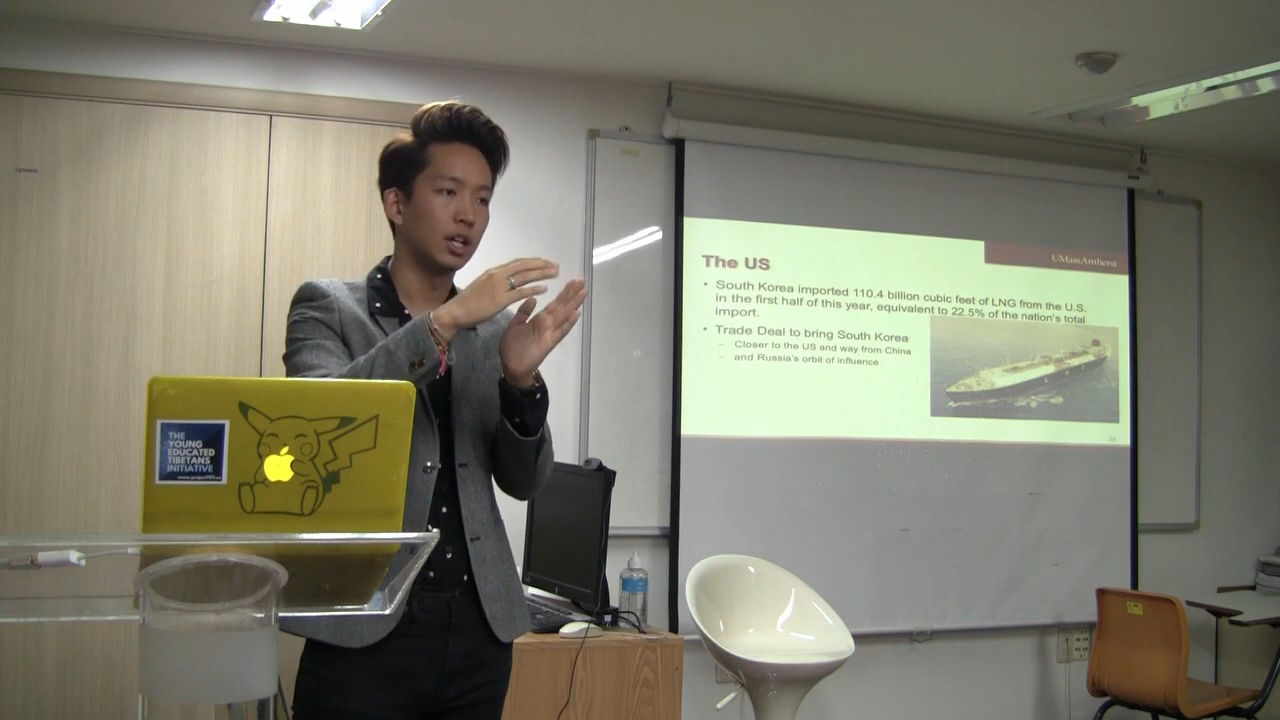 THE
YOUNG
EDUCATED
TIBETANS
INITIATIVE
UMassAmherst
The US
• South Korea imported 110.4 billion cubic feet of LNG from the U.S.
in the first half of this year, equivalent to 22.5% of the nation's total
import.
• Trade Deal to bring South Korea
– Closer to the US and way from China
– and Russia's orbit of influence